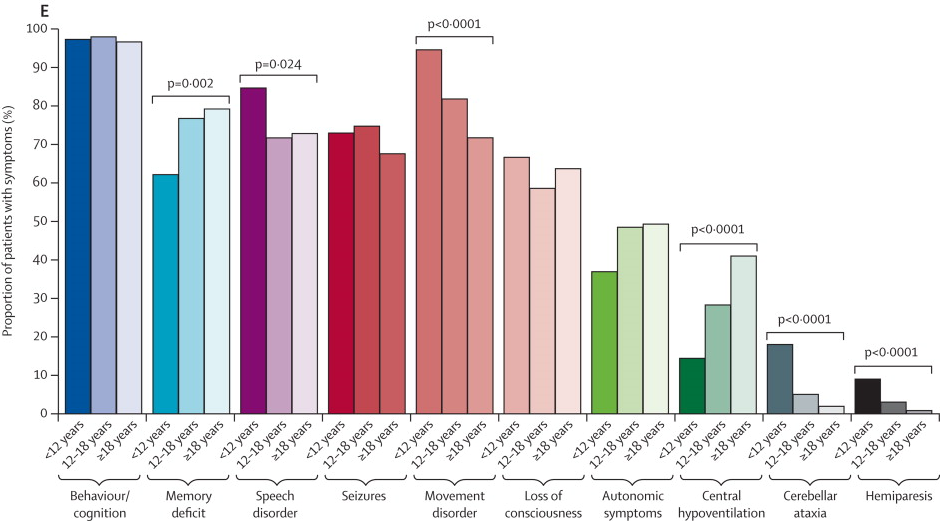 E
100
90
80
70
60
50
40
30
20
10
0
Proportion of patients with symptoms (%)
p=0·002
p=0·024
p<0·0001
p<0·0001
p<0·0001
p<0·0001
<12 years
12–18 years
≥18 years
<12 years
12–18 years
≥18 years
<12 years
12–18 years
≥18 years
<12 years
12–18 years
≥18 years
<12 years
12–18 years
≥18 years
<12 years
12–18 years
≥18 years
<12 years
12–18 years
≥18 years
<12 years
12–18 years
≥18 years
<12 years
12–18 years
≥18 years
<12 years
12–18 years
≥18 years
Behaviour/
cognition
Memory
deficit
Speech
disorder
Seizures
Movement
disorder
Loss of
consciousness
Autonomic
symptoms
Central
hypoventilation
Cerebellar
ataxia
Hemiparesis